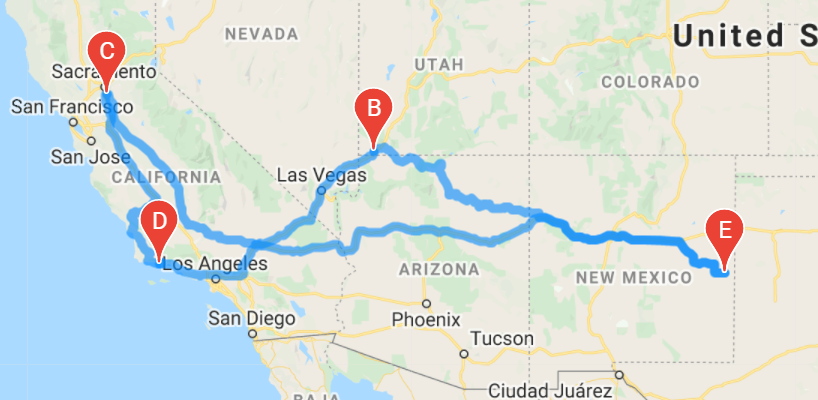 United S
NEVADA
C
Sacramento
UTAH
COLORADO
San Francisco
B
San Jose
CALIFORNIA
Las Vegas
D
E
Los Angeles
ARIZONA
NEW MEXICO
San Diego
Phoenix
Tucson
Ciudad Juárez
BAJA